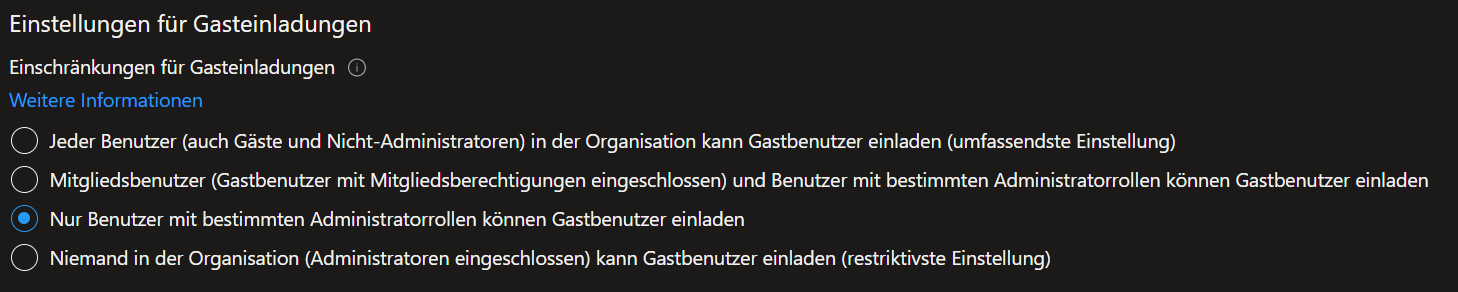 Einstellungen für Gasteinladungen
Einschränkungen für Gasteinladungen
Weitere Informationen
Jeder Benutzer (auch Gäste und Nicht-Administratoren) in der Organisation kann Gastbenutzer einladen (umfassendste Einstellung)
Mitgliedsbenutzer (Gastbenutzer mit Mitgliedsberechtigungen eingeschlossen) und Benutzer mit bestimmten Administratorrollen können Gastbenutzer einladen
Nur Benutzer mit bestimmten Administratorrollen können Gastbenutzer einladen
Niemand in der Organisation (Administratoren eingeschlossen) kann Gastbenutzer einladen (restriktivste Einstellung)